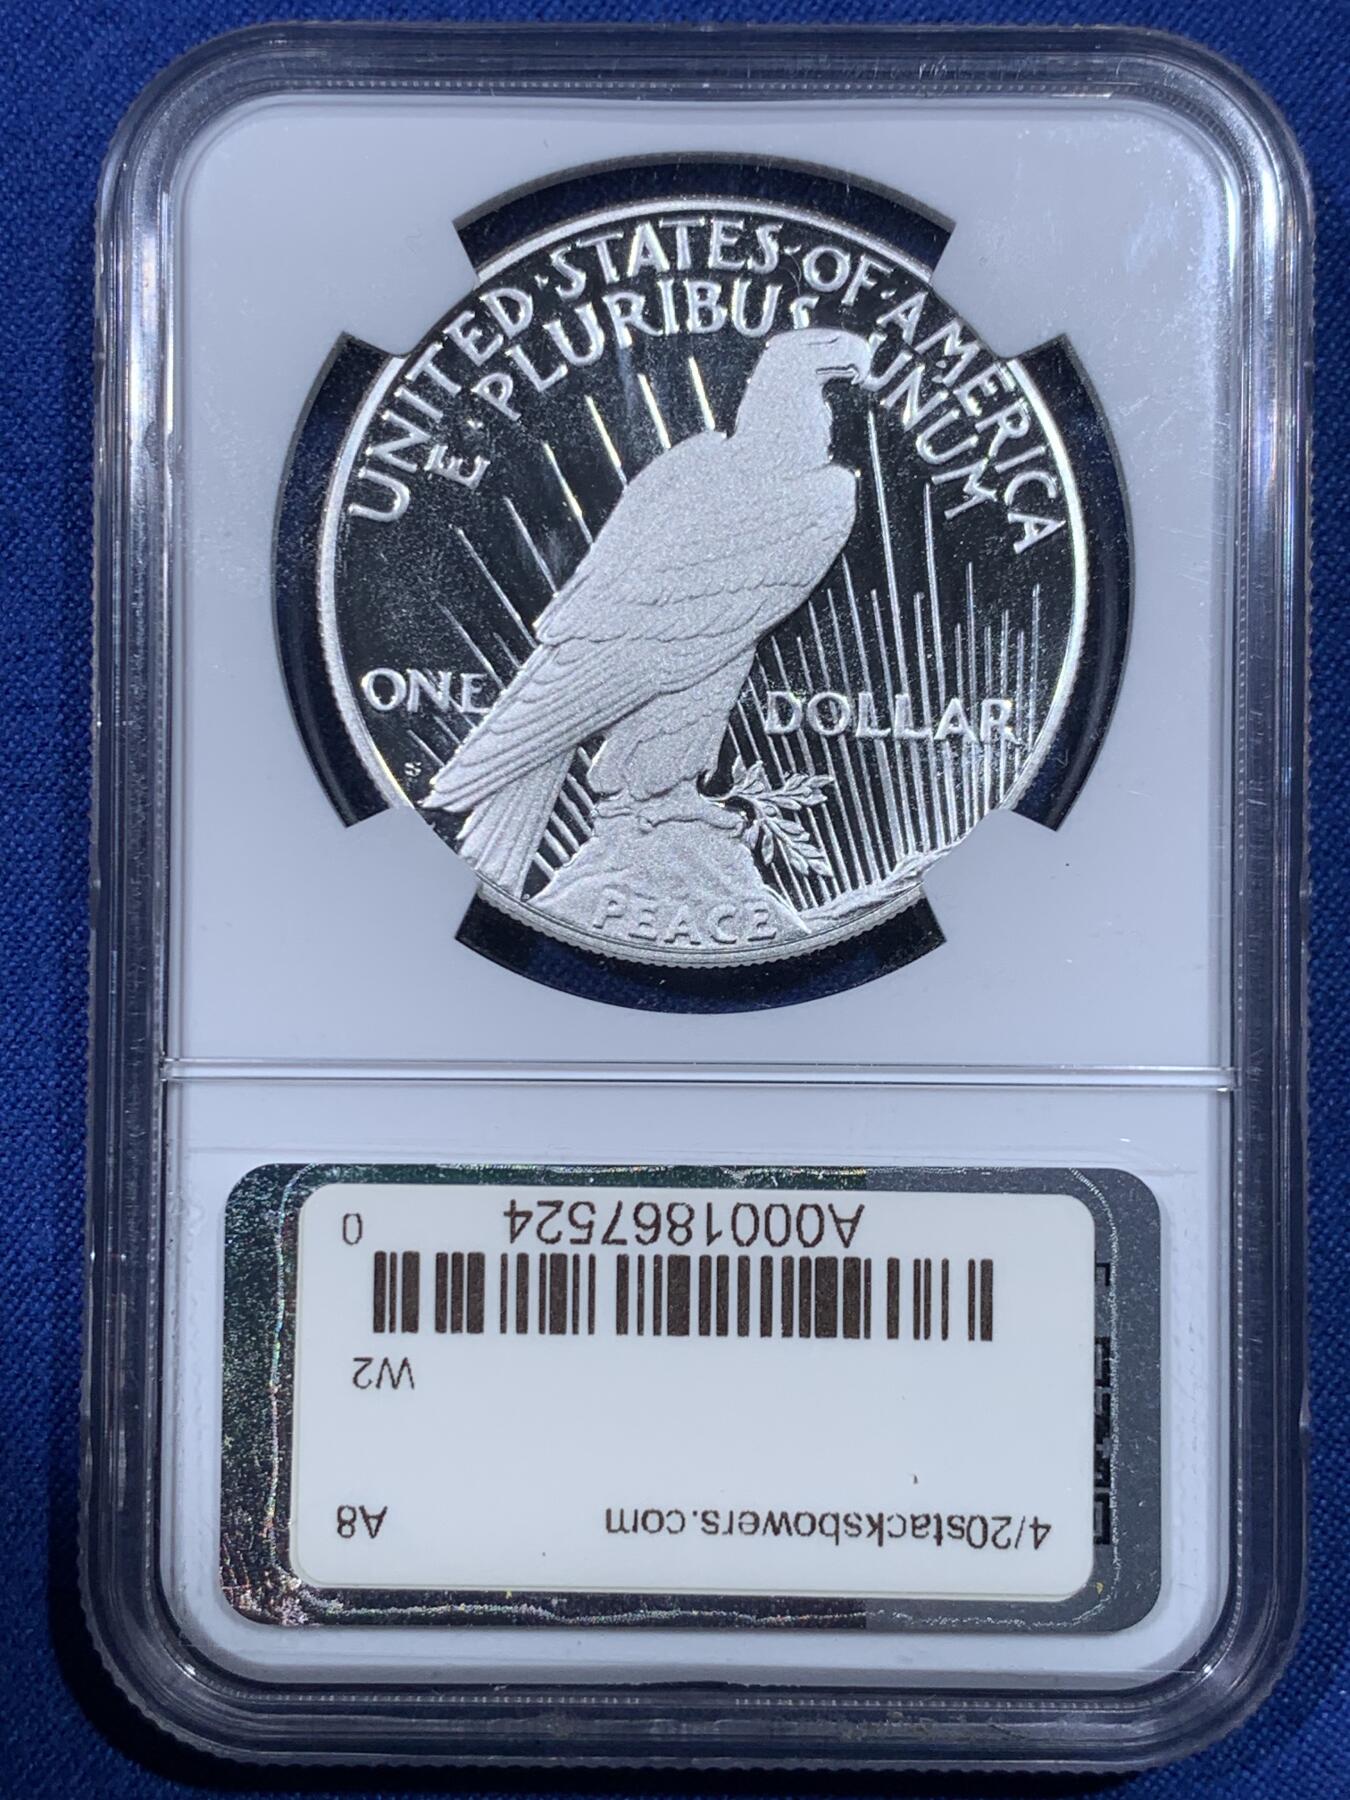 UNITED·STATES·OF·AMERICA
E·PLURIBUS UNUM
ONE DOLLAR
S
PEACE
4/20stacksbowers.com A8
W2
A0001867524 0